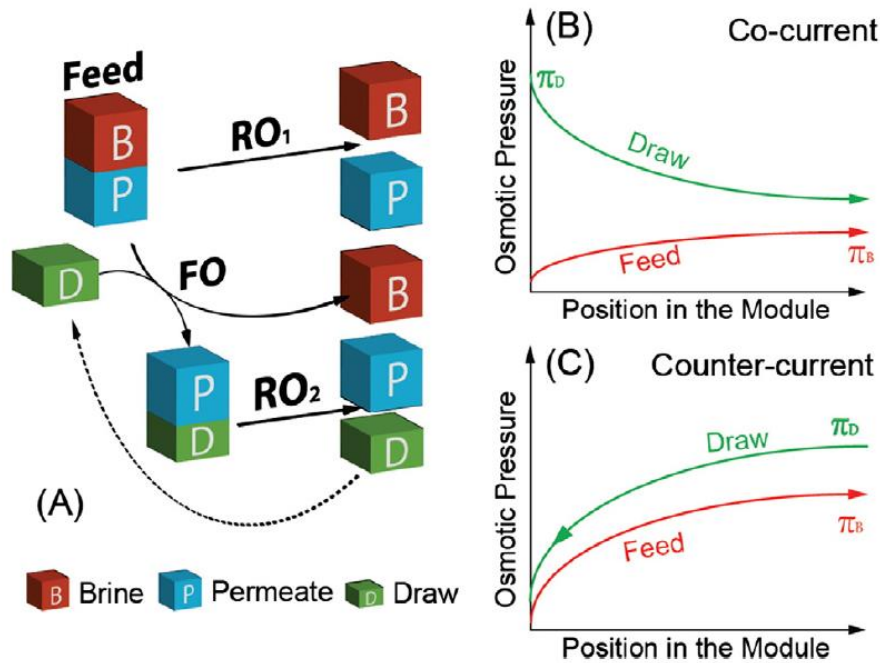 Feed
B
P
RO₁
B
P
D
FO
B
P
D
RO₂
P
D
(A)
B Brine
P Permeate
D Draw
(B)
Co-current
πD
Draw
Feed
πB
Osmotic Pressure
Position in the Module
(C)
Counter-current
πD
Draw
Feed
πB
Osmotic Pressure
Position in the Module